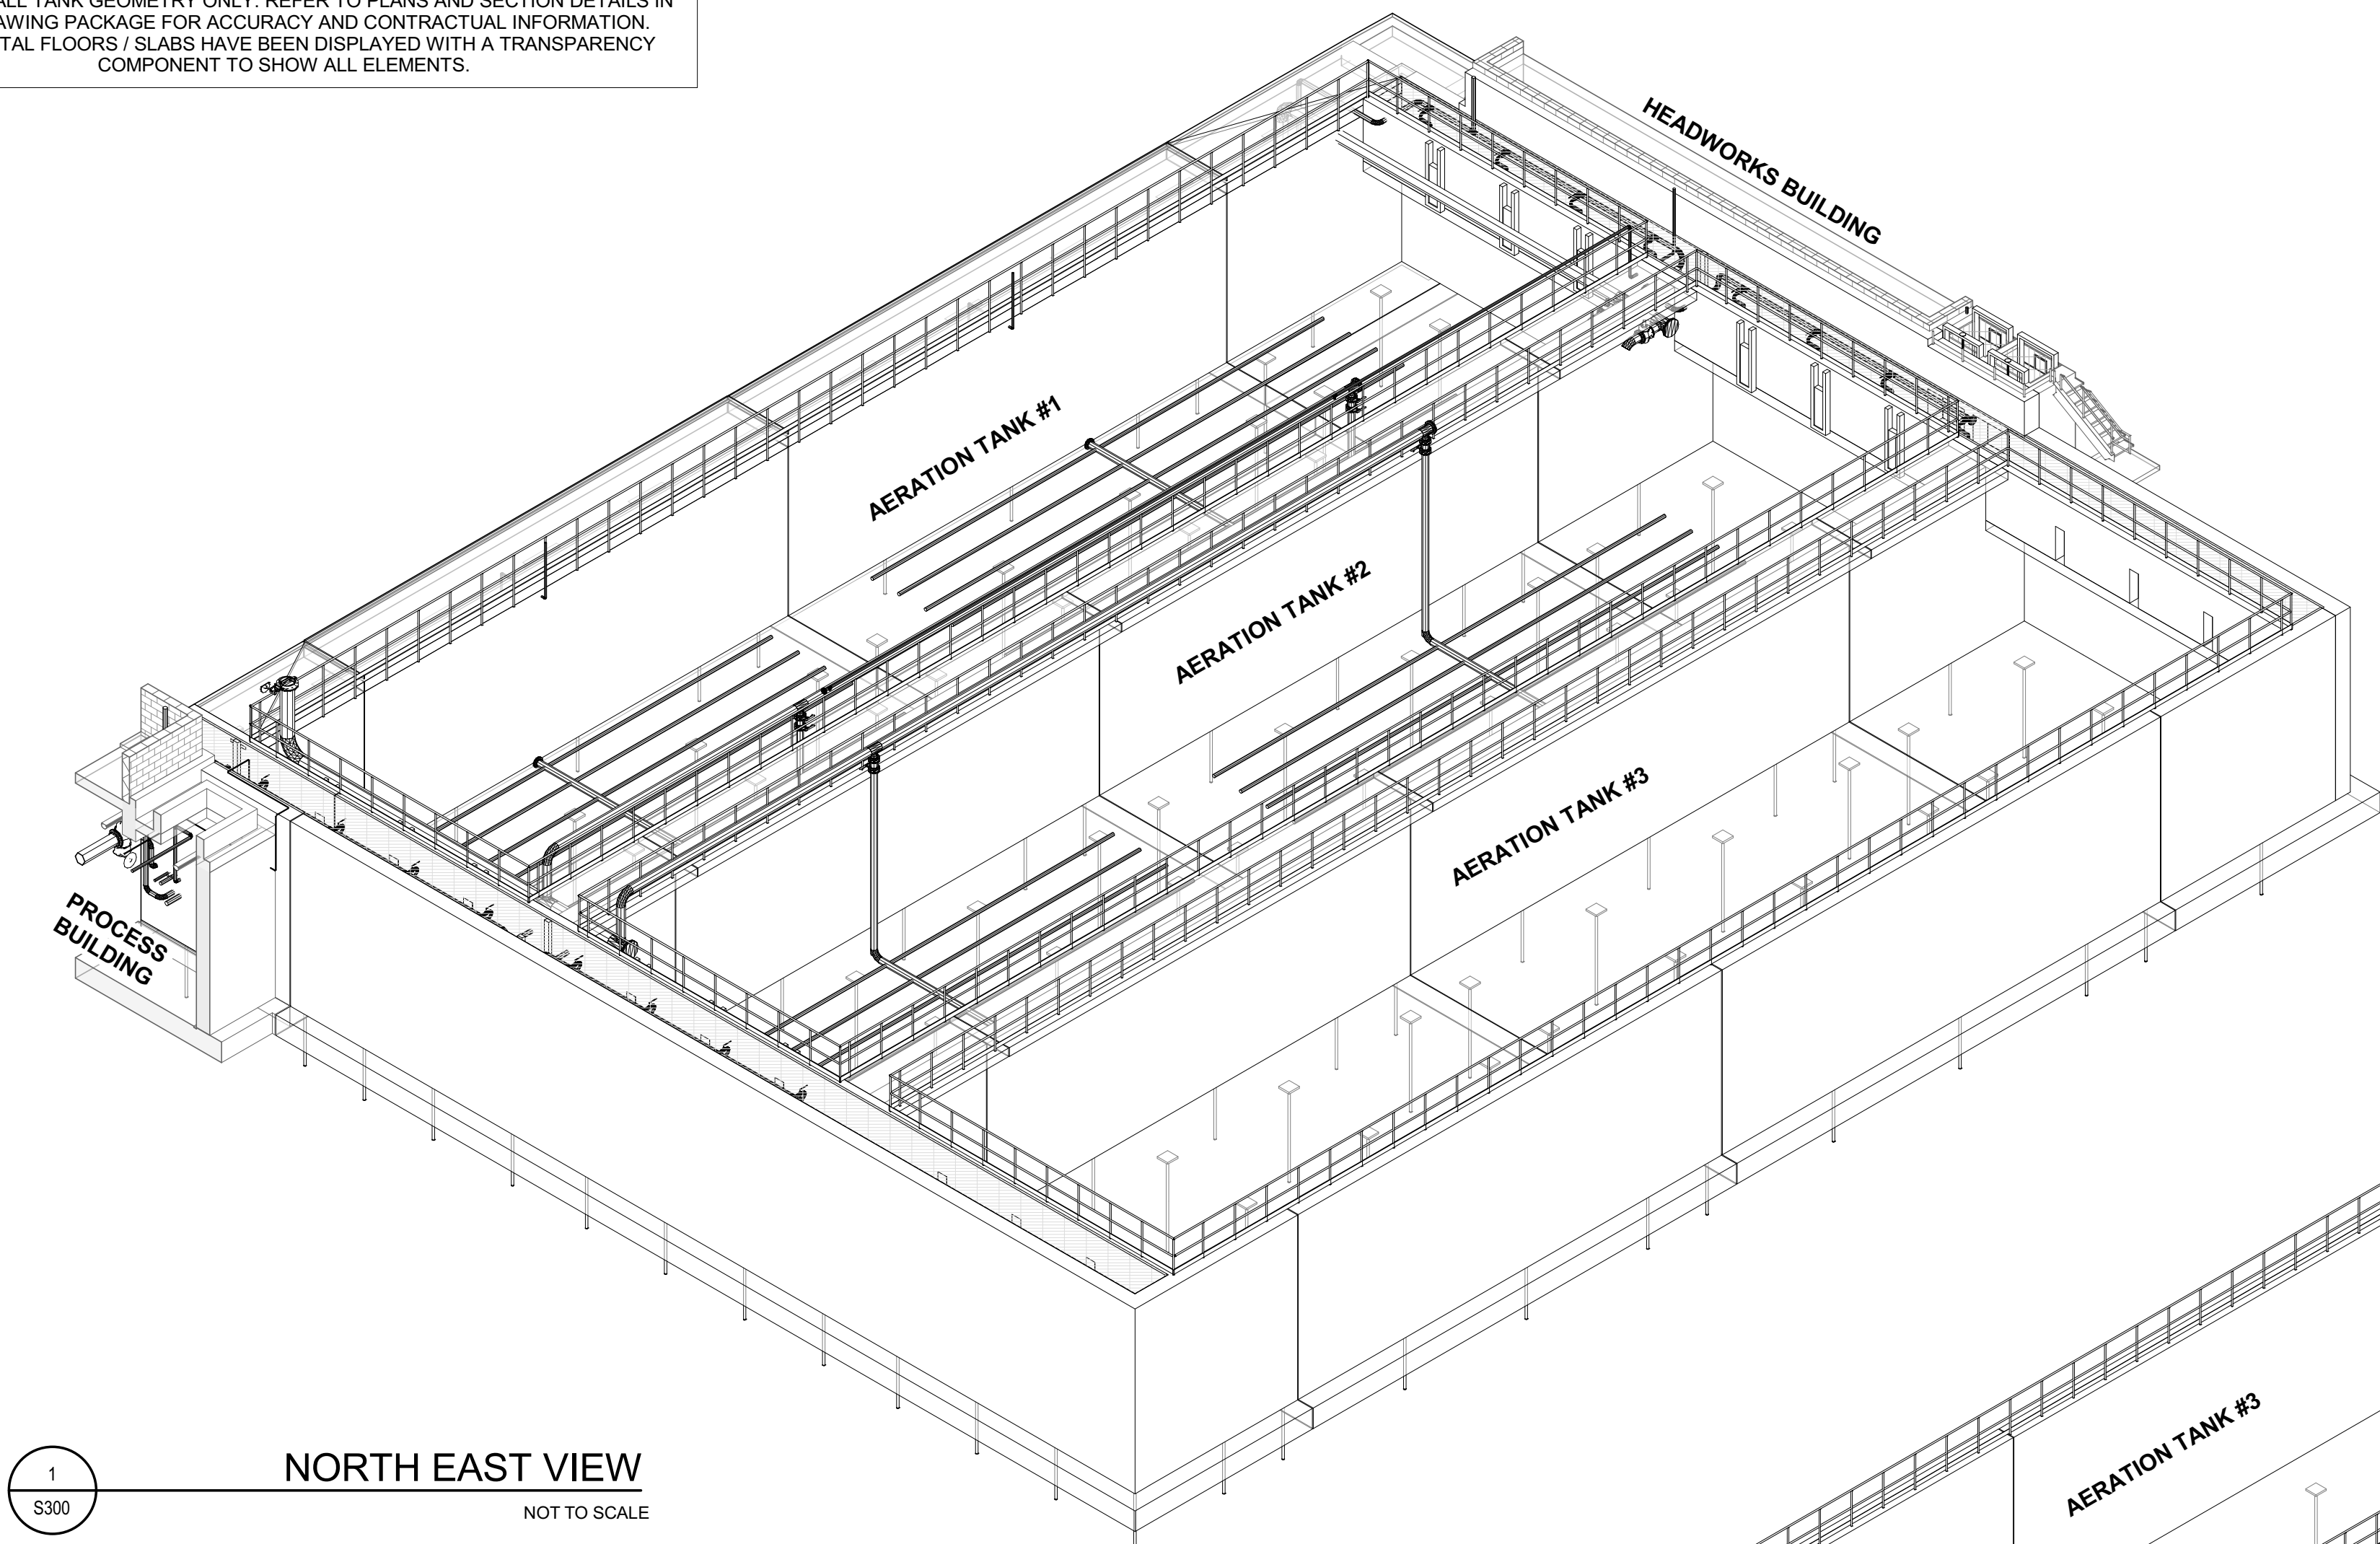 ALL TANK GEOMETRY ONLY. REFER TO PLANS AND SECTION DETAILS IN
PACKAGE FOR ACCURACY AND CONTRACTUAL INFORMATION.
FLOORS / SLABS HAVE BEEN DISPLAYED WITH A TRANSPARENCY
COMPONENT TO SHOW ALL ELEMENTS.
HEADWORKS BUILDING
AERATION TANK #1
AERATION TANK #2
AERATION TANK #3
PROCESS
BUILDING
AERATION TANK #3
1
S300
NORTH EAST VIEW
NOT TO SCALE